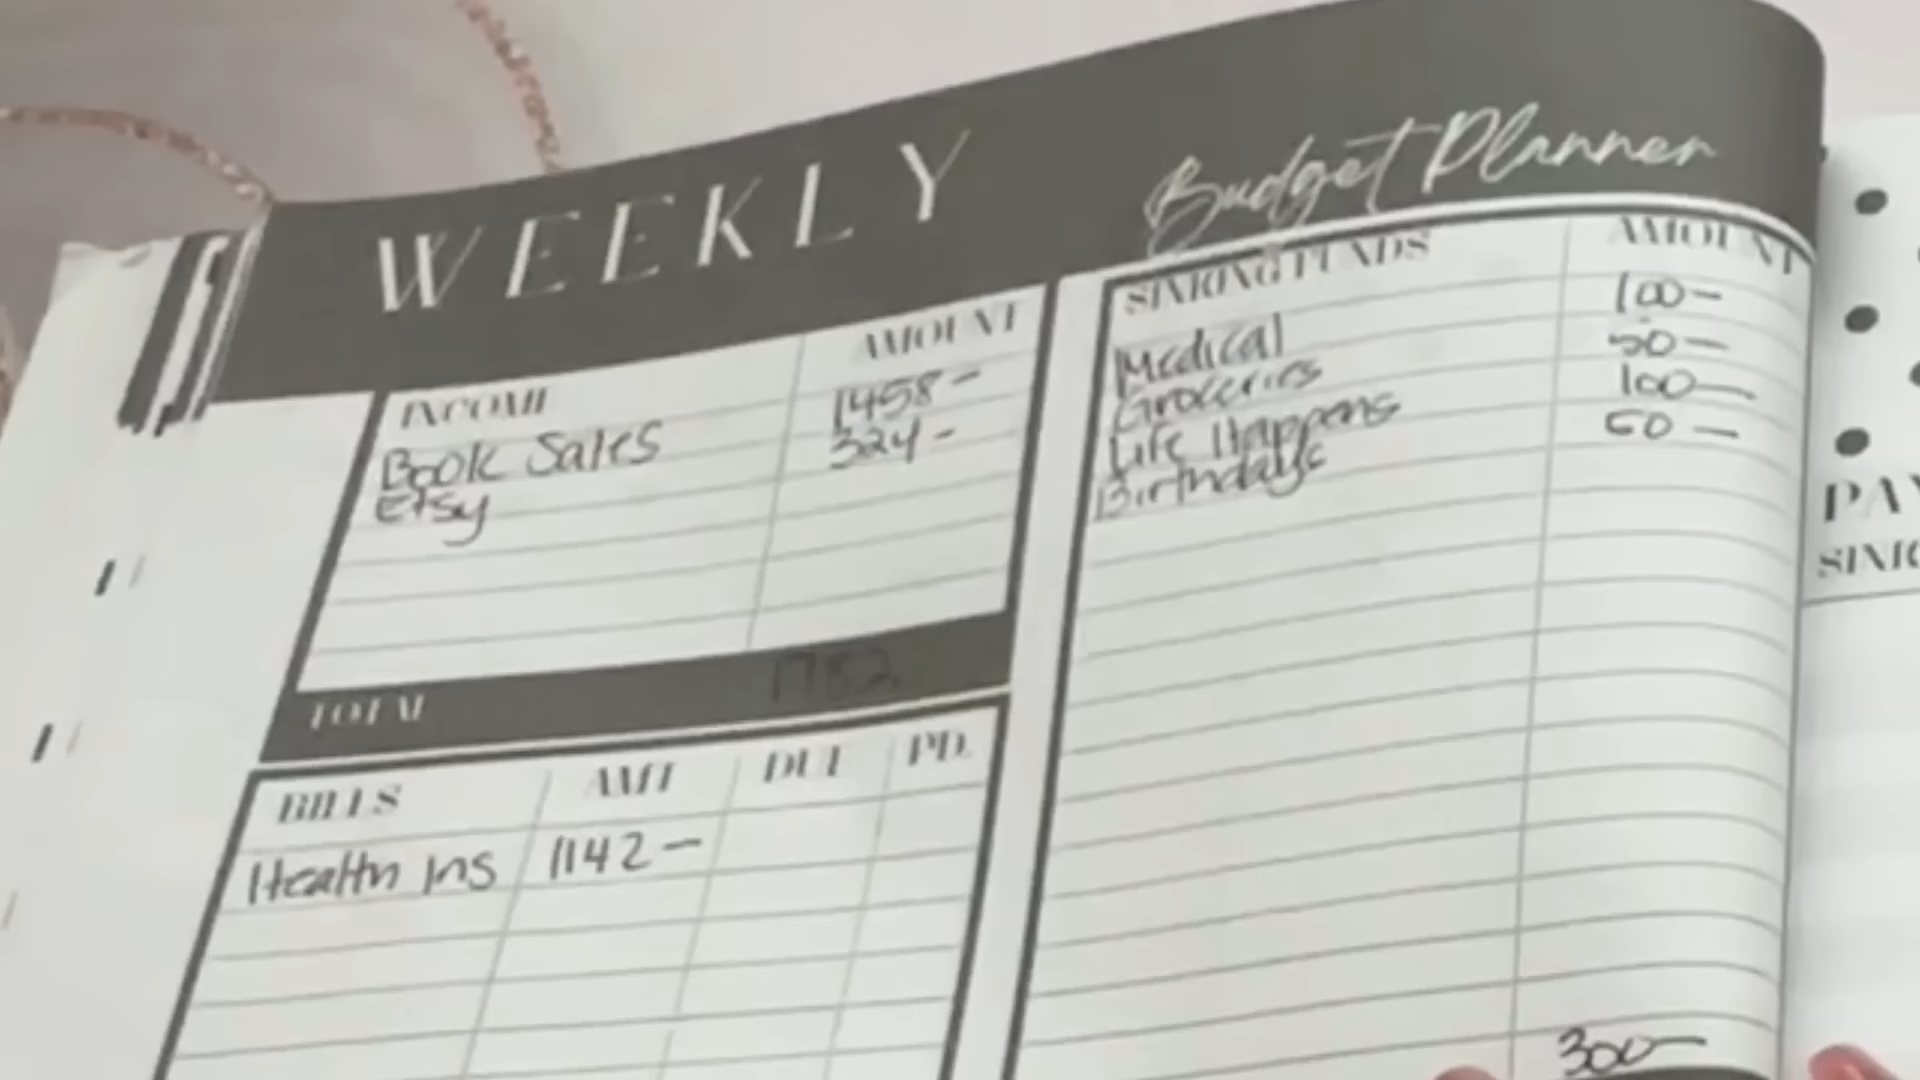 WEEKLY Budget Planner
INCOME AMOUNT
Book Sales 1458-
Etsy 324-
TOTAL 1782
BILLS AMT DUE PD.
Health Ins 1142-
SINKING FUNDS AMOUNT
Medical 100-
Groceries 50-
Life Happens 100-
Birthdays 50-
300-